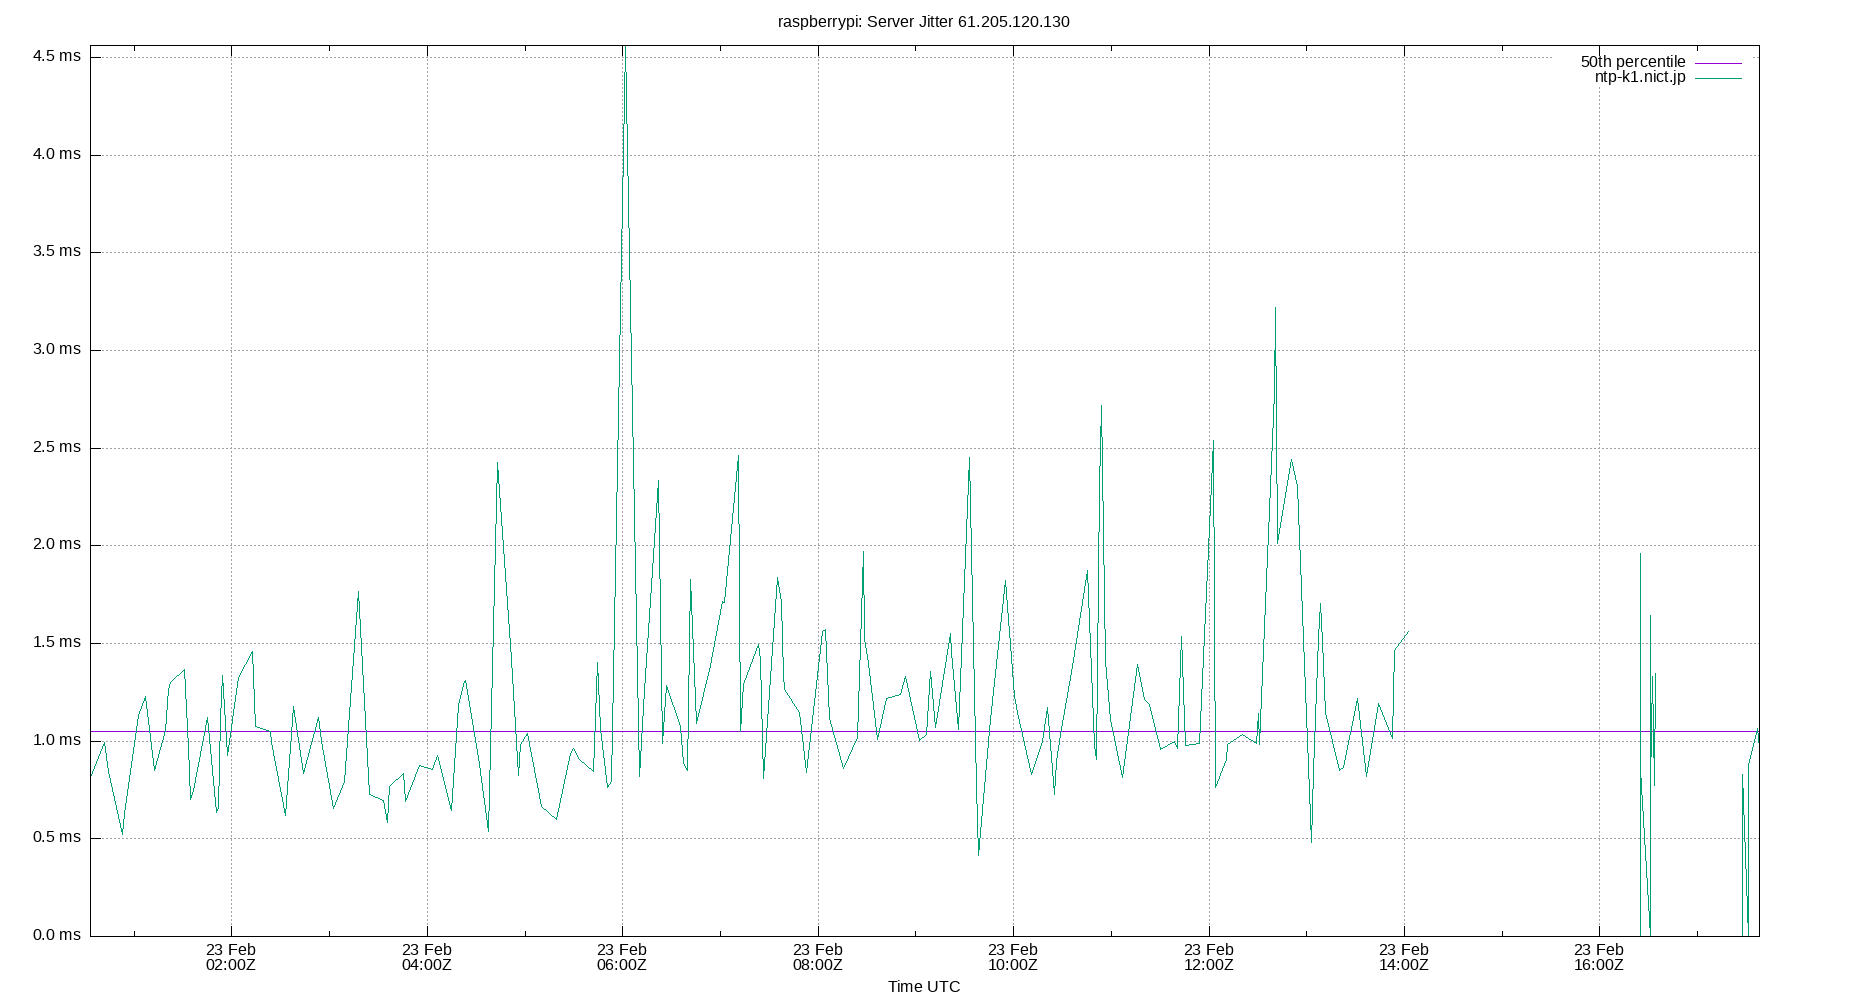 raspberrypi: Server Jitter 61.205.120.130
4.5 ms
4.0 ms
3.5 ms
3.0 ms
2.5 ms
2.0 ms
1.5 ms
1.0 ms
0.5 ms
0.0 ms
50th percentile
ntp-k1.nict.jp
23 Feb 23 Feb 23 Feb 23 Feb 23 Feb 23 Feb 23 Feb 23 Feb
02:00Z 04:00Z 06:00Z 08:00Z 10:00Z 12:00Z 14:00Z 16:00Z
Time UTC